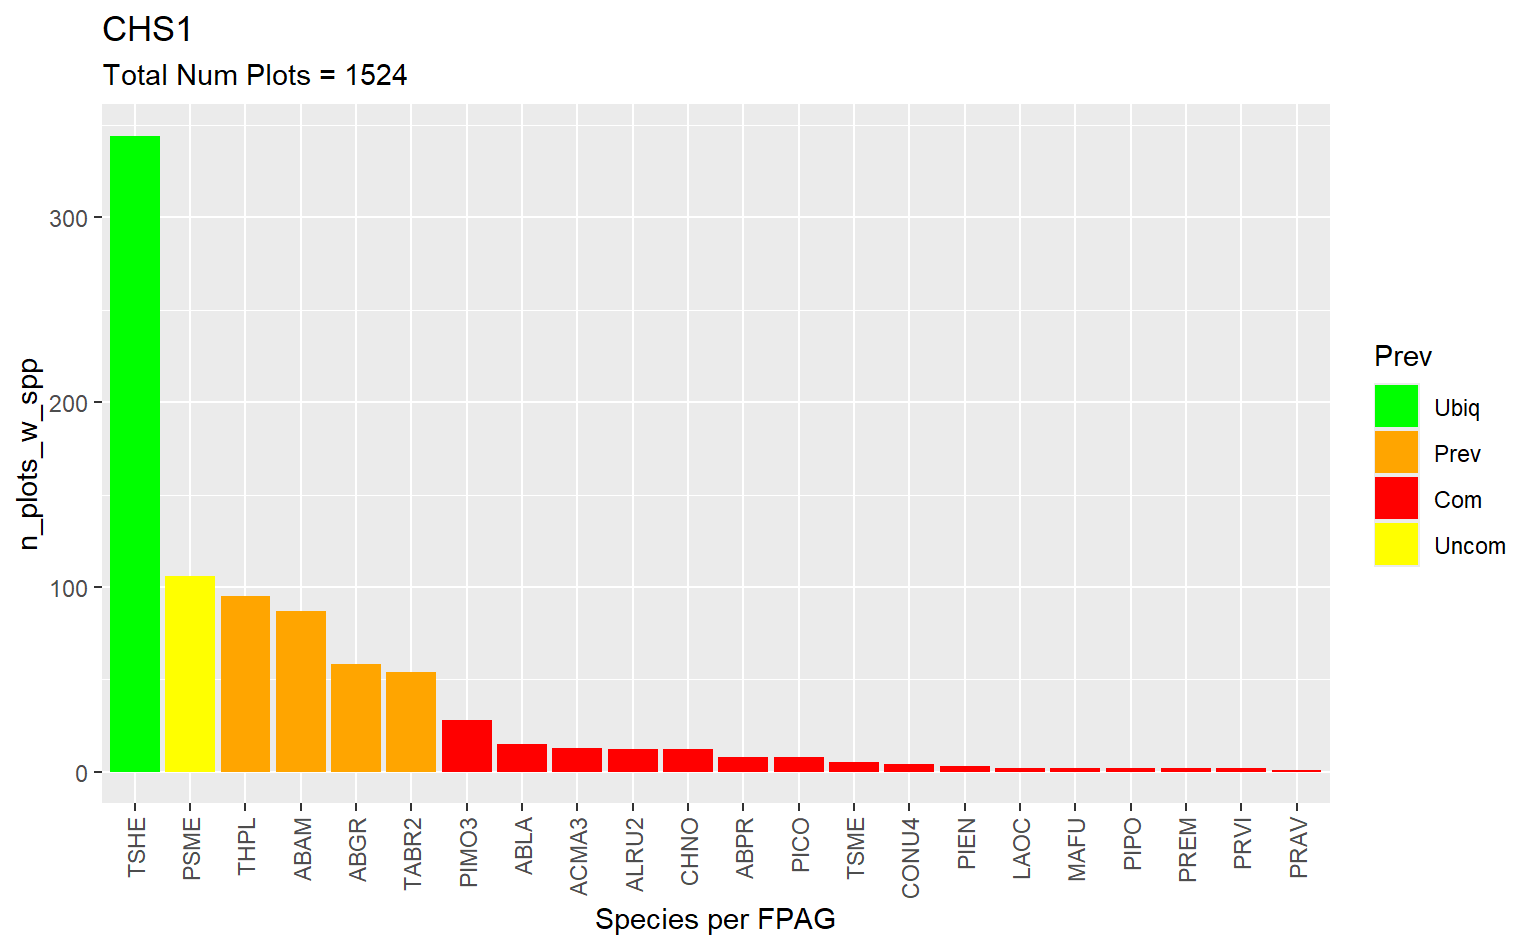 CHS1
Total Num Plots = 1524
n_plots_w_spp
300
200
100
0
TSHE
PSME
THPL
ABAM
ABGR
TABR2
PIMO3
ABLA
ACMA3
ALRU2
CHNO
ABPR
PICO
TSME
CONU4
PIEN
LAOC
MAFU
PIPO
PREM
PRVI
PRAV
Species per FPAG
Prev
Ubiq
Prev
Com
Uncom